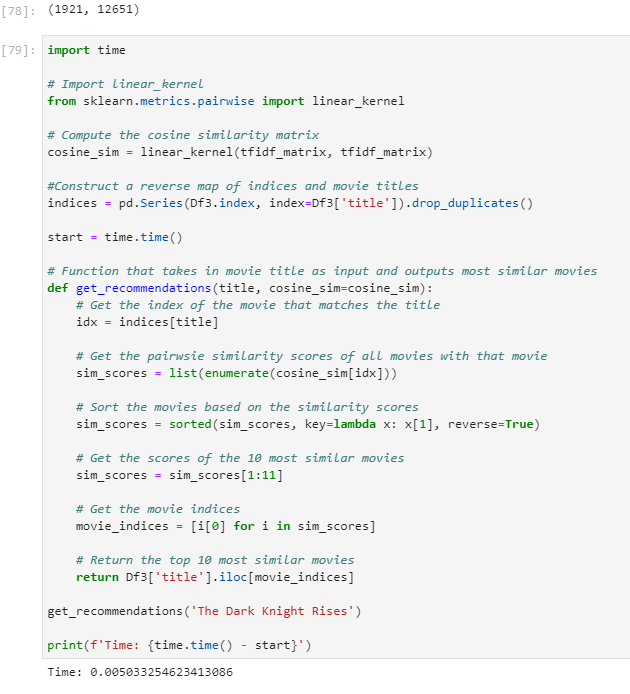 [78]: (1921, 12651)
[79]: import time
# Import linear_kernel
from sklearn.metrics.pairwise import linear_kernel
# Compute the cosine similarity matrix
cosine_sim = linear_kernel(tfidf_matrix, tfidf_matrix)
#Construct a reverse map of indices and movie titles
indices = pd.Series(Df3.index, index=Df3['title']).drop_duplicates()
start = time.time()
# Function that takes in movie title as input and outputs most similar movies
def get_recommendations(title, cosine_sim=cosine_sim):
    # Get the index of the movie that matches the title
    idx = indices[title]
    # Get the pairwsie similarity scores of all movies with that movie
    sim_scores = list(enumerate(cosine_sim[idx]))
    # Sort the movies based on the similarity scores
    sim_scores = sorted(sim_scores, key=lambda x: x[1], reverse=True)
    # Get the scores of the 10 most similar movies
    sim_scores = sim_scores[1:11]
    # Get the movie indices
    movie_indices = [i[0] for i in sim_scores]
    # Return the top 10 most similar movies
    return Df3['title'].iloc[movie_indices]
get_recommendations('The Dark Knight Rises')
print(f'Time: {time.time() - start}')
Time: 0.005033254623413086